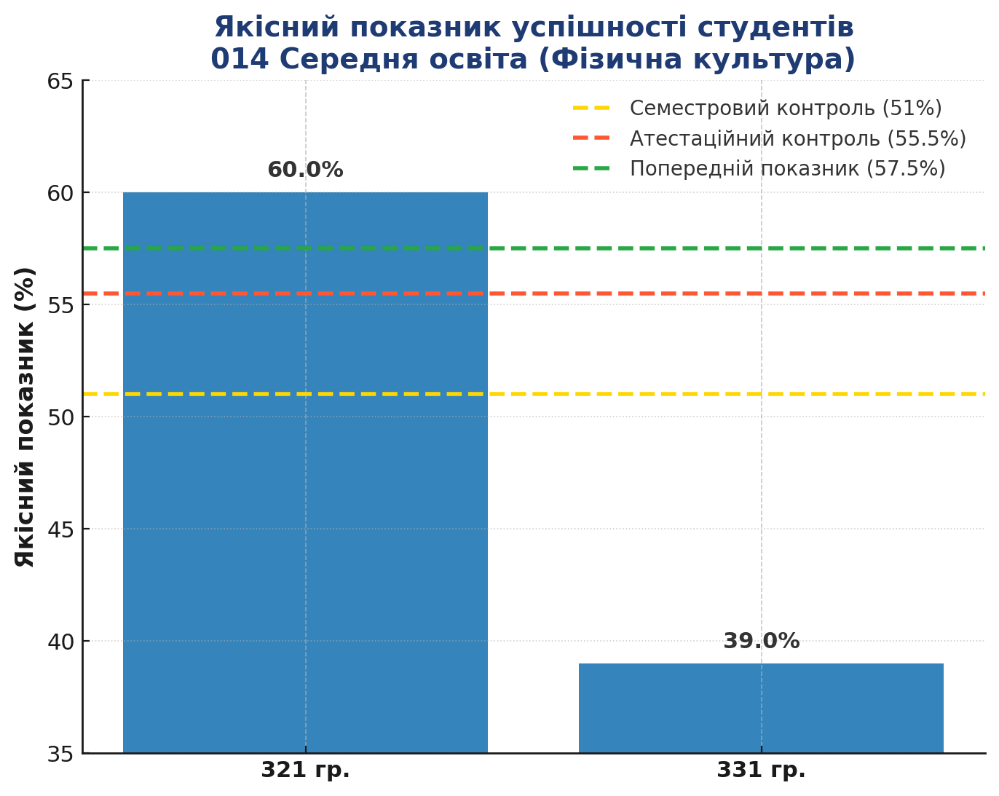 Якісний показник успішності студентів
014 Середня освіта (Фізична культура)
Якісний показник (%)
65
60
55
50
45
40
35
Семестровий контроль (51%)
Атестаційний контроль (55.5%)
Попередній показник (57.5%)
60.0%
39.0%
321 гр.
331 гр.